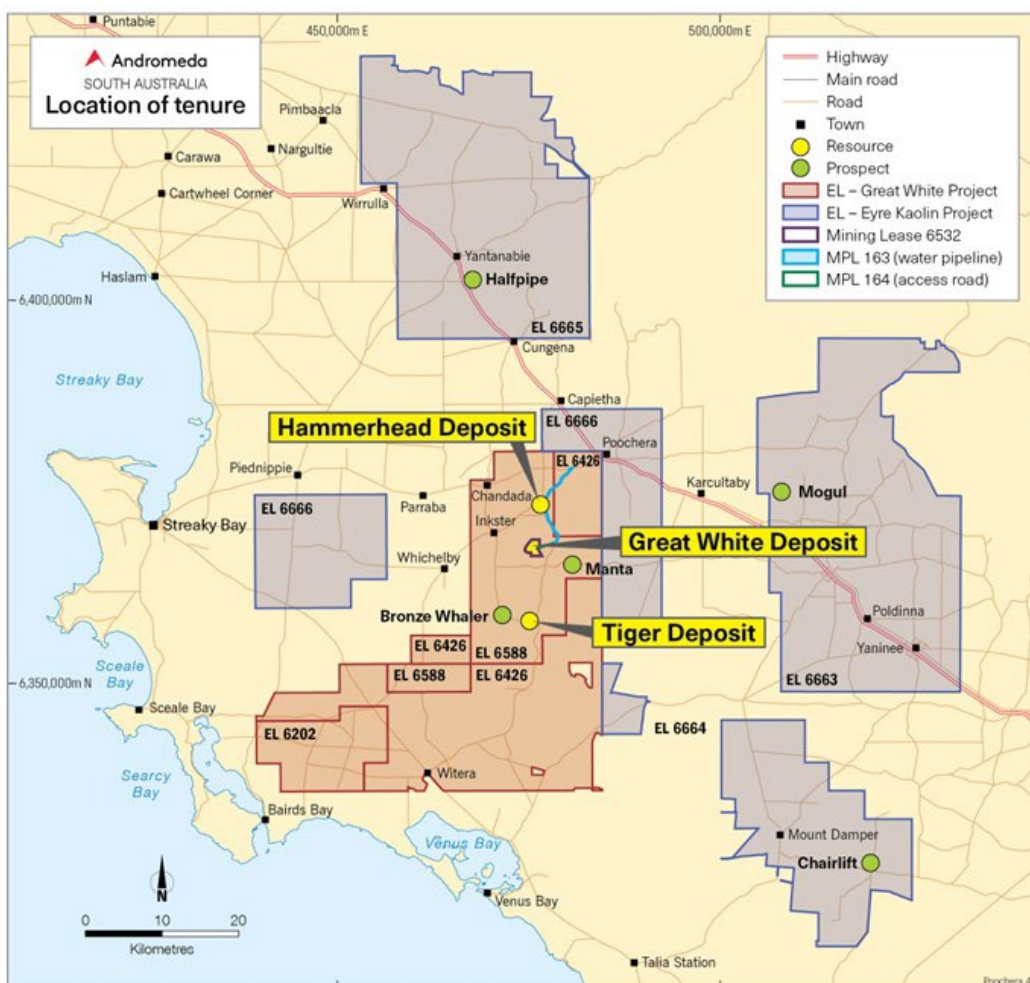 Puntabie
450,000m E
500,000m E
Andromeda
SOUTH AUSTRALIA
Location of tenure
Highway
Main road
Road
Town
Resource
Prospect
EL – Great White Project
EL – Eyre Kaolin Project
Mining Lease 6532
MPL 163 (water pipeline)
MPL 164 (access road)
Pimbaacla
Nargultie
Carawa
Cartwheel Corner
Wirrulla
Yantanabie
Haslam
Halfpipe
6,400,000m N
EL 6665
Cungena
Streaky Bay
Capietha
Hammerhead Deposit
EL 6666
Poochera
EL 6426
Piednippie
Chandada
Karcultaby
Mogul
EL 6666
Parraba
Inkster
Streaky Bay
Great White Deposit
Whichelby
Manta
Bronze Whaler
Poldinna
Tiger Deposit
EL 6426
EL 6588
Yaninee
Sceale
Bay
EL 6588
EL 6426
6,350,000m N
EL 6663
Sceale Bay
EL 6202
EL 6664
Searcy
Bay
Witera
Bairds Bay
Mount Damper
Venus Bay
Chairlift
N
Venus Bay
0
10
20
Kilometres
Talia Station